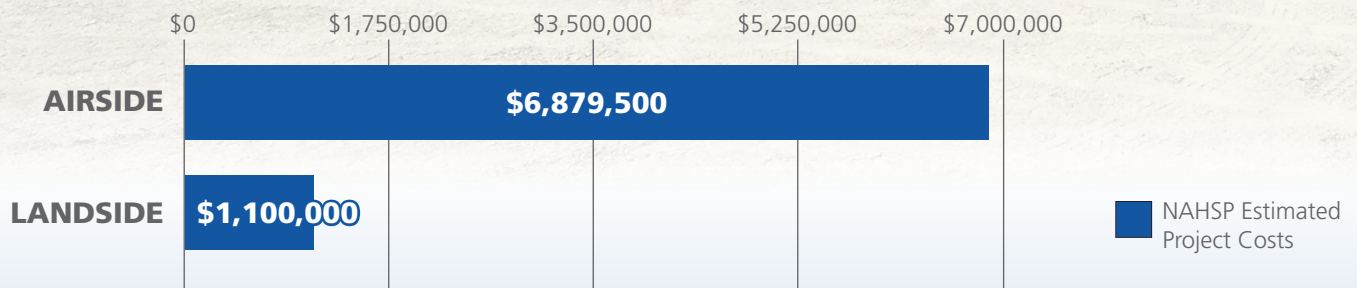 $0 $1,750,000 $3,500,000 $5,250,000 $7,000,000
AIRSIDE $6,879,500
LANDSIDE $1,100,000
NAHSP Estimated
Project Costs